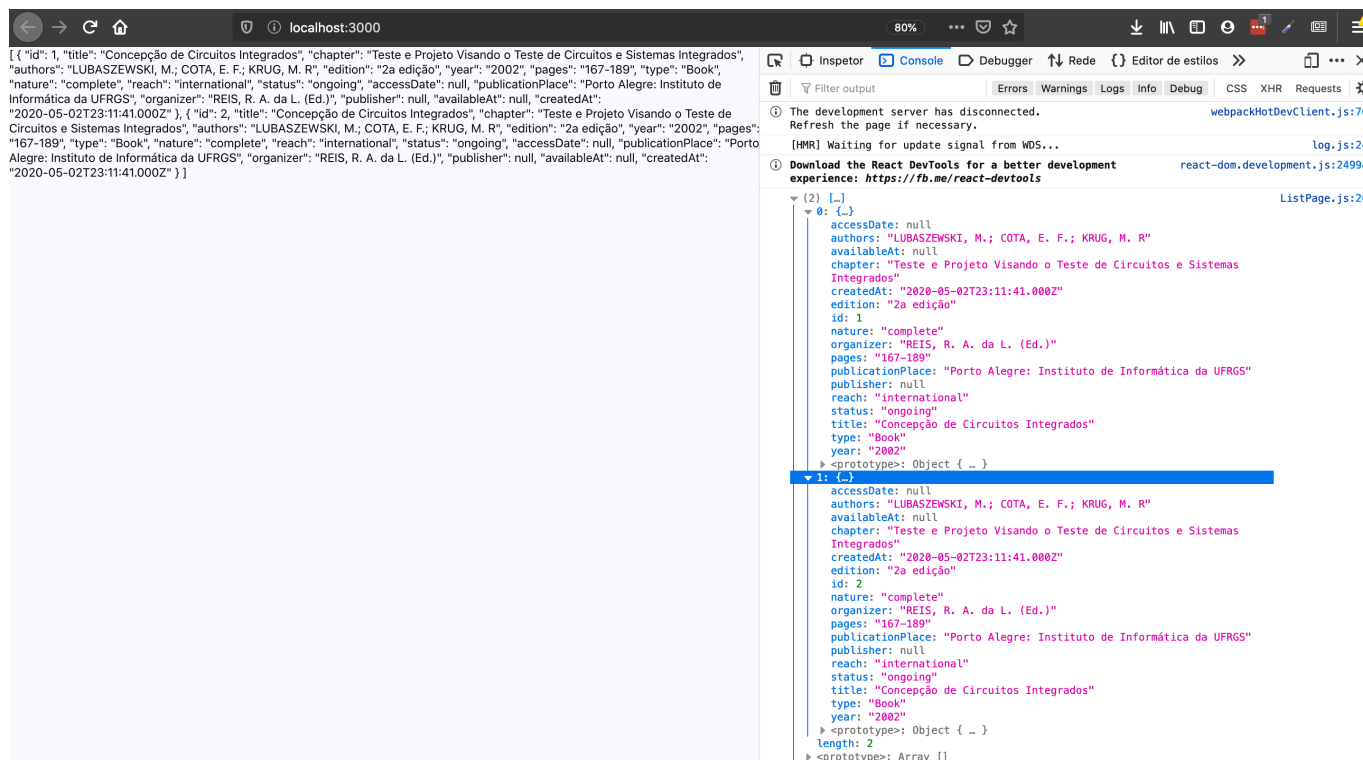 localhost:3000
80%
1
[ { "id": 1, "title": "Concepção de Circuitos Integrados", "chapter": "Teste e Projeto Visando o Teste de Circuitos e Sistemas Integrados",
"authors": "LUBASZEWSKI, M.; COTA, E. F.; KRUG, M. R", "edition": "2a edição", "year": "2002", "pages": "167-189", "type": "Book",
"nature": "complete", "reach": "international", "status": "ongoing", "accessDate": null, "publicationPlace": "Porto Alegre: Instituto de
Informática da UFRGS", "organizer": "REIS, R. A. da L. (Ed.)", "publisher": null, "availableAt": null, "createdAt":
"2020-05-02T23:11:41.000Z" }, { "id": 2, "title": "Concepção de Circuitos Integrados", "chapter": "Teste e Projeto Visando o Teste de
Circuitos e Sistemas Integrados", "authors": "LUBASZEWSKI, M.; COTA, E. F.; KRUG, M. R", "edition": "2a edição", "year": "2002", "pages":
"167-189", "type": "Book", "nature": "complete", "reach": "international", "status": "ongoing", "accessDate": null, "publicationPlace": "Porto
Alegre: Instituto de Informática da UFRGS", "organizer": "REIS, R. A. da L. (Ed.)", "publisher": null, "availableAt": null, "createdAt":
"2020-05-02T23:11:41.000Z" } ]
Inspetor Console Debugger Rede {} Editor de estilos
Filter output Errors Warnings Logs Info Debug CSS XHR Requests
The development server has disconnected. webpackHotDevClient.js:7
Refresh the page if necessary.
[HMR] Waiting for update signal from WDS... log.js:2
Download the React DevTools for a better development react-dom.development.js:2499
experience: https://fb.me/react-devtools
(2) […] ListPage.js:2
0: {…}
accessDate: null
authors: "LUBASZEWSKI, M.; COTA, E. F.; KRUG, M. R"
availableAt: null
chapter: "Teste e Projeto Visando o Teste de Circuitos e Sistemas
Integrados"
createdAt: "2020-05-02T23:11:41.000Z"
edition: "2a edição"
id: 1
nature: "complete"
organizer: "REIS, R. A. da L. (Ed.)"
pages: "167-189"
publicationPlace: "Porto Alegre: Instituto de Informática da UFRGS"
publisher: null
reach: "international"
status: "ongoing"
title: "Concepção de Circuitos Integrados"
type: "Book"
year: "2002"
<prototype>: Object { … }
1: {…}
accessDate: null
authors: "LUBASZEWSKI, M.; COTA, E. F.; KRUG, M. R"
availableAt: null
chapter: "Teste e Projeto Visando o Teste de Circuitos e Sistemas
Integrados"
createdAt: "2020-05-02T23:11:41.000Z"
edition: "2a edição"
id: 2
nature: "complete"
organizer: "REIS, R. A. da L. (Ed.)"
pages: "167-189"
publicationPlace: "Porto Alegre: Instituto de Informática da UFRGS"
publisher: null
reach: "international"
status: "ongoing"
title: "Concepção de Circuitos Integrados"
type: "Book"
year: "2002"
<prototype>: Object { … }
length: 2
<prototype>: Array []